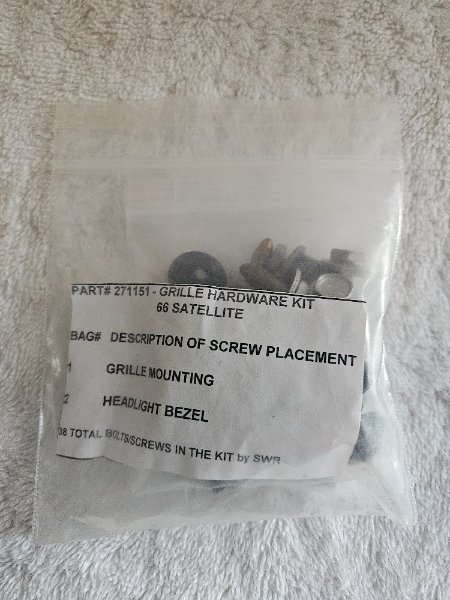 PART# 271151 - GRILLE HARDWARE KIT
66 SATELLITE
BAG# DESCRIPTION OF SCREW PLACEMENT
1 GRILLE MOUNTING
2 HEADLIGHT BEZEL
38 TOTAL BOLTS/SCREWS IN THE KIT by SWR